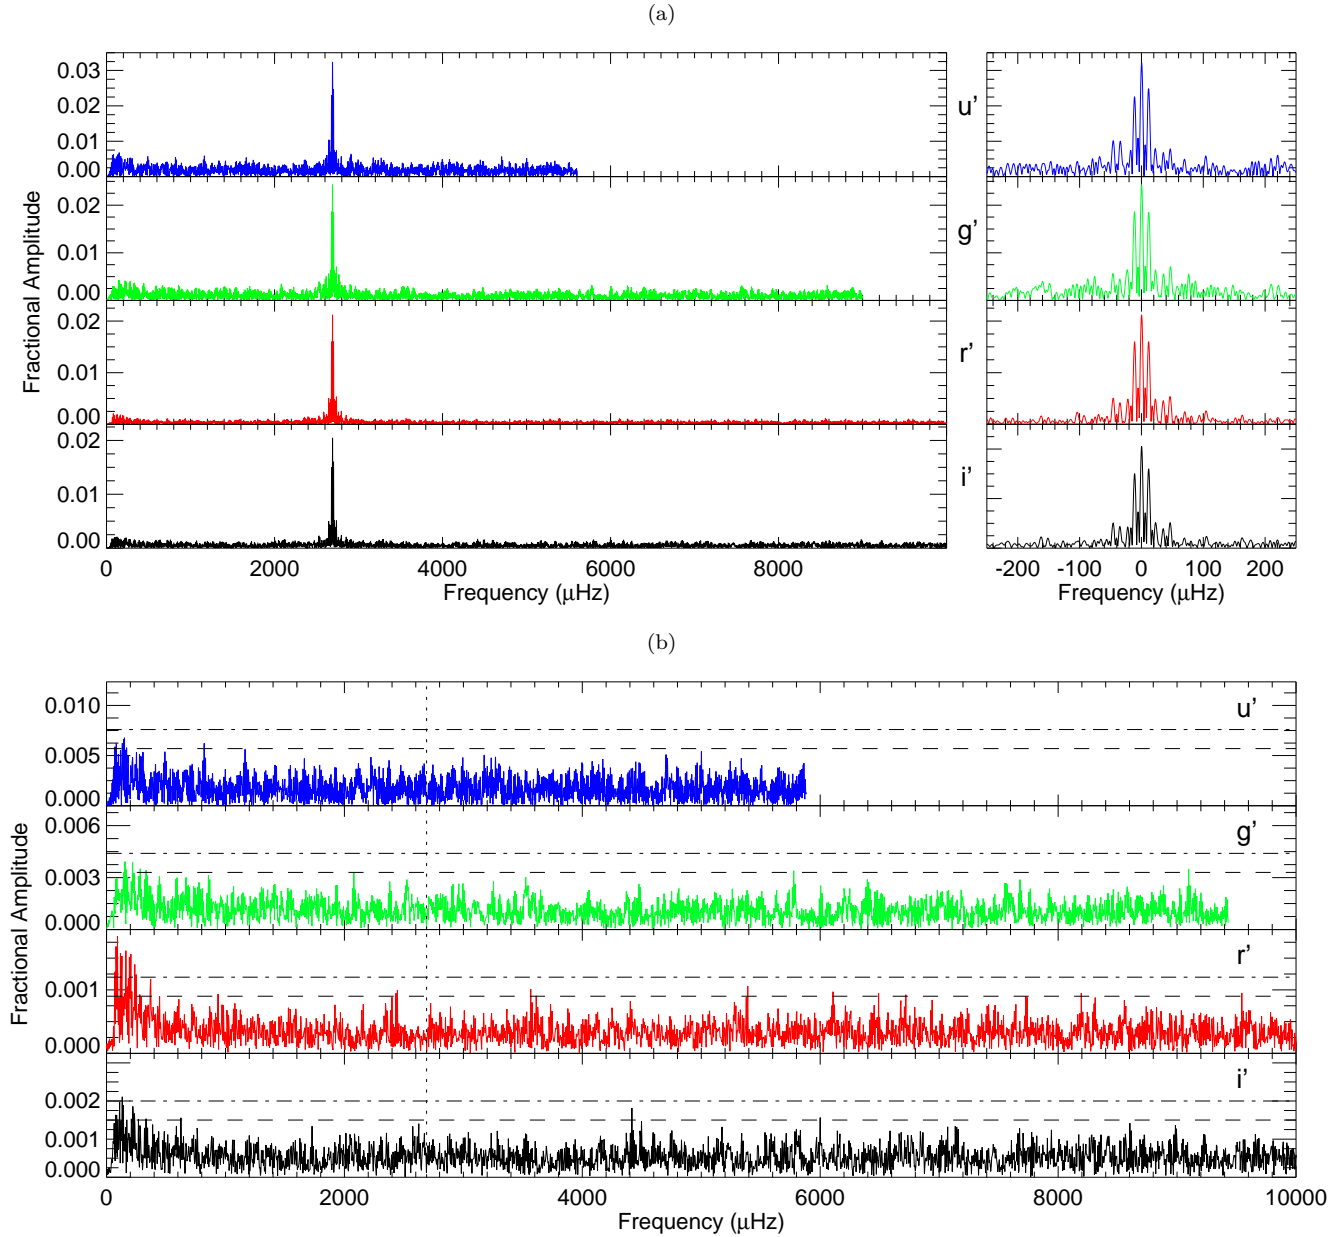 (a)
Fractional Amplitude
0.03
0.02
0.01
0.00
u'
0.02
0.01
0.00
g'
0.02
0.01
0.00
r'
0.02
0.01
0.00
i'
0 2000 4000 6000 8000
Frequency (μHz)
-200 -100 0 100 200
Frequency (μHz)
(b)
Fractional Amplitude
0.010
0.005
0.000
u'
0.006
0.003
0.000
g'
0.001
0.000
r'
0.002
0.001
0.000
i'
0 2000 4000 6000 8000 10000
Frequency (μHz)